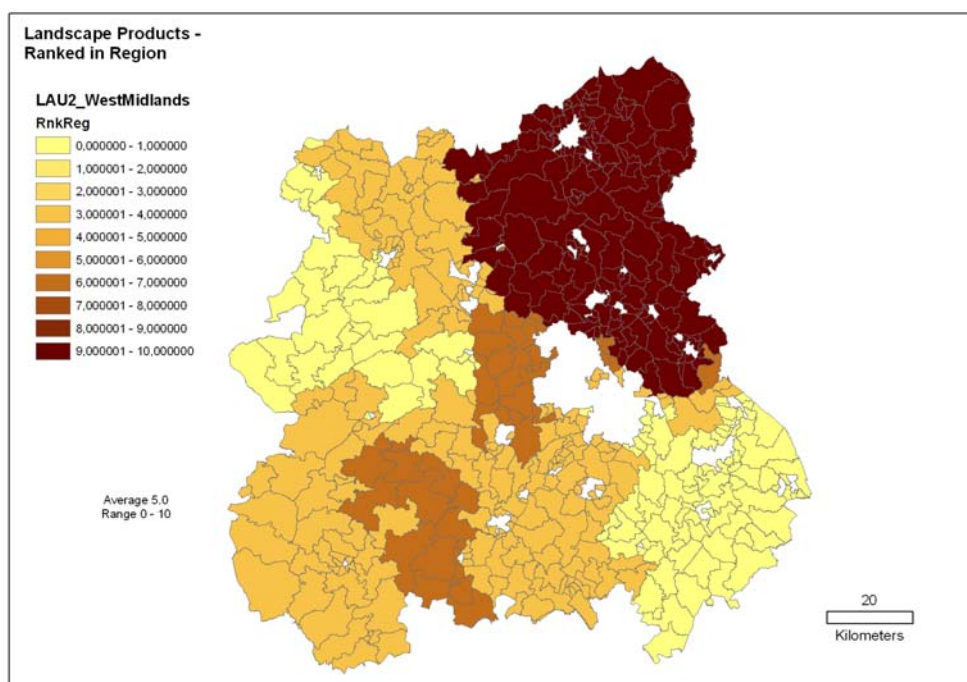 Landscape Products -
Ranked in Region
LAU2_WestMidlands
RnkReg
0,000000 - 1,000000
1,000001 - 2,000000
2,000001 - 3,000000
3,000001 - 4,000000
4,000001 - 5,000000
5,000001 - 6,000000
6,000001 - 7,000000
7,000001 - 8,000000
8,000001 - 9,000000
9,000001 - 10,000000
Average 5.0
Range 0 - 10
20
Kilometers